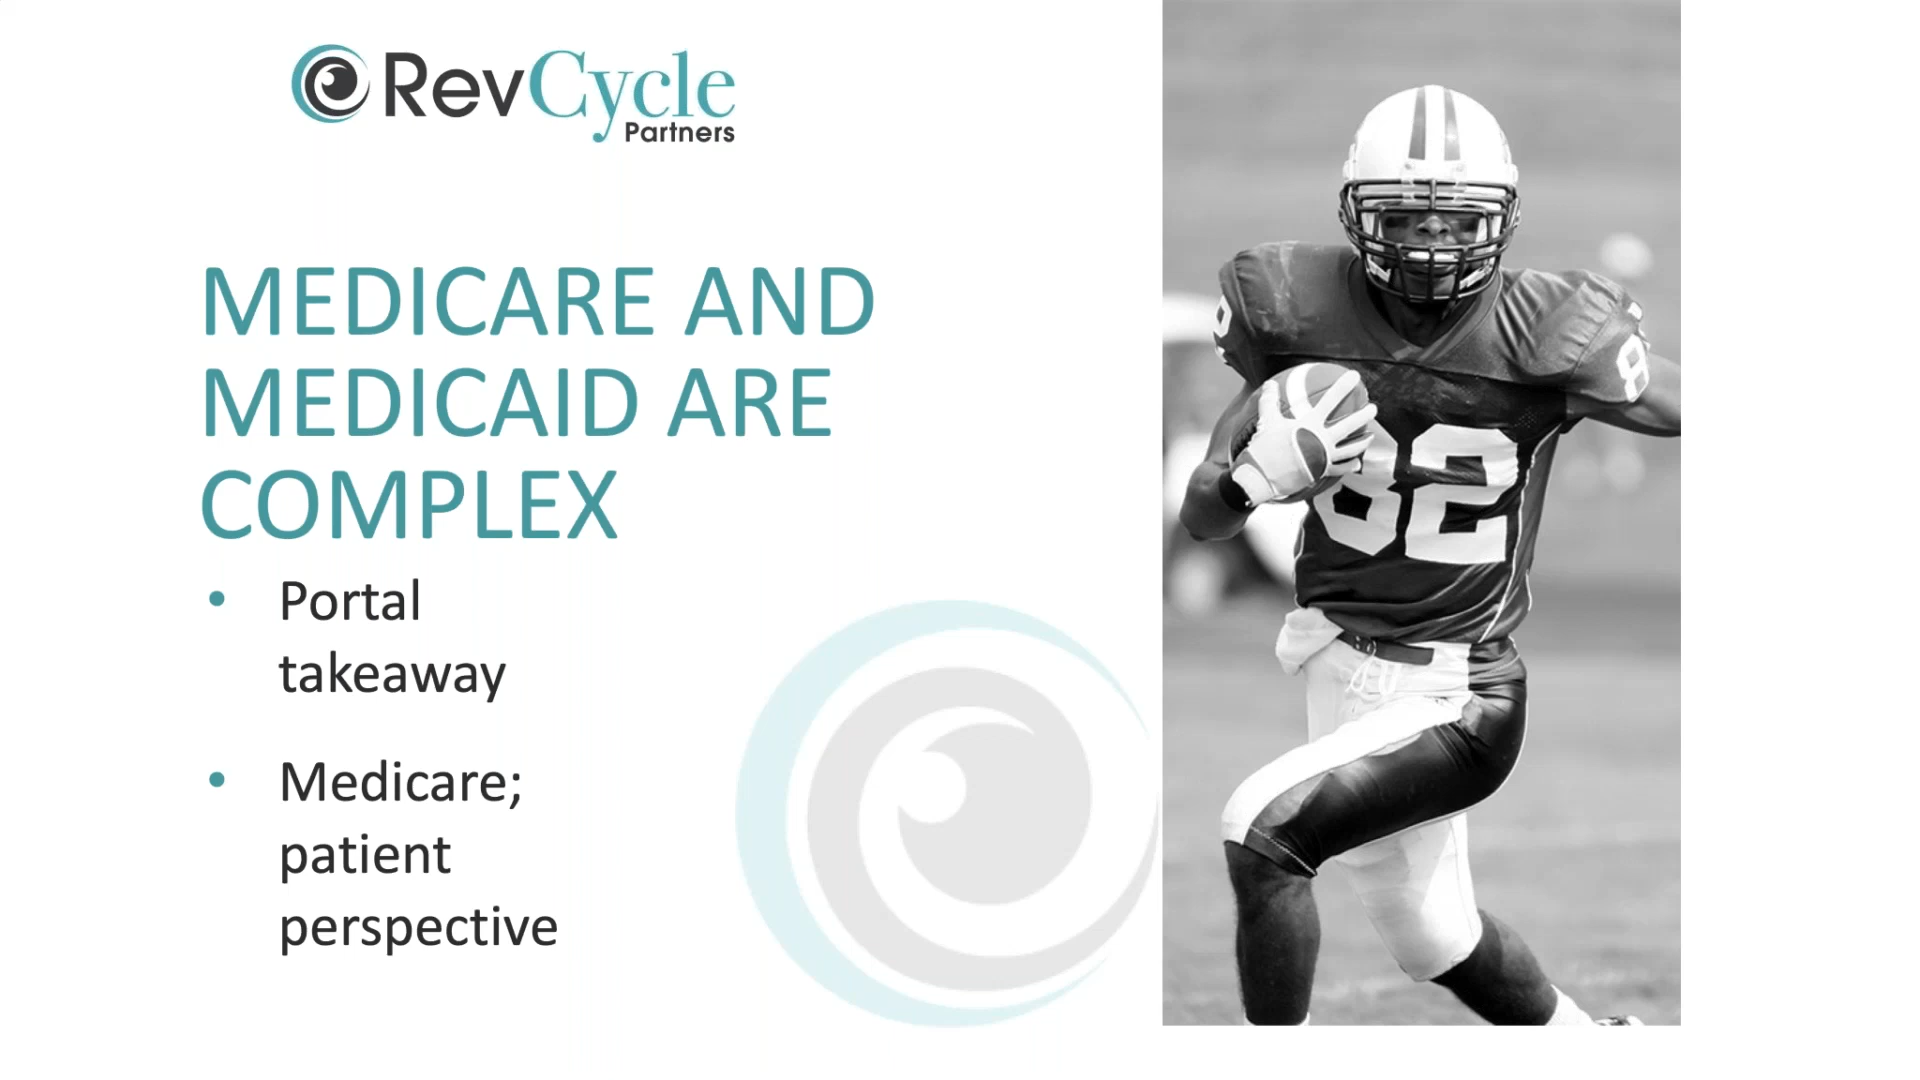 RevCycle
Partners
MEDICARE AND
MEDICAID ARE
COMPLEX
• Portal
takeaway
• Medicare;
patient
perspective
82